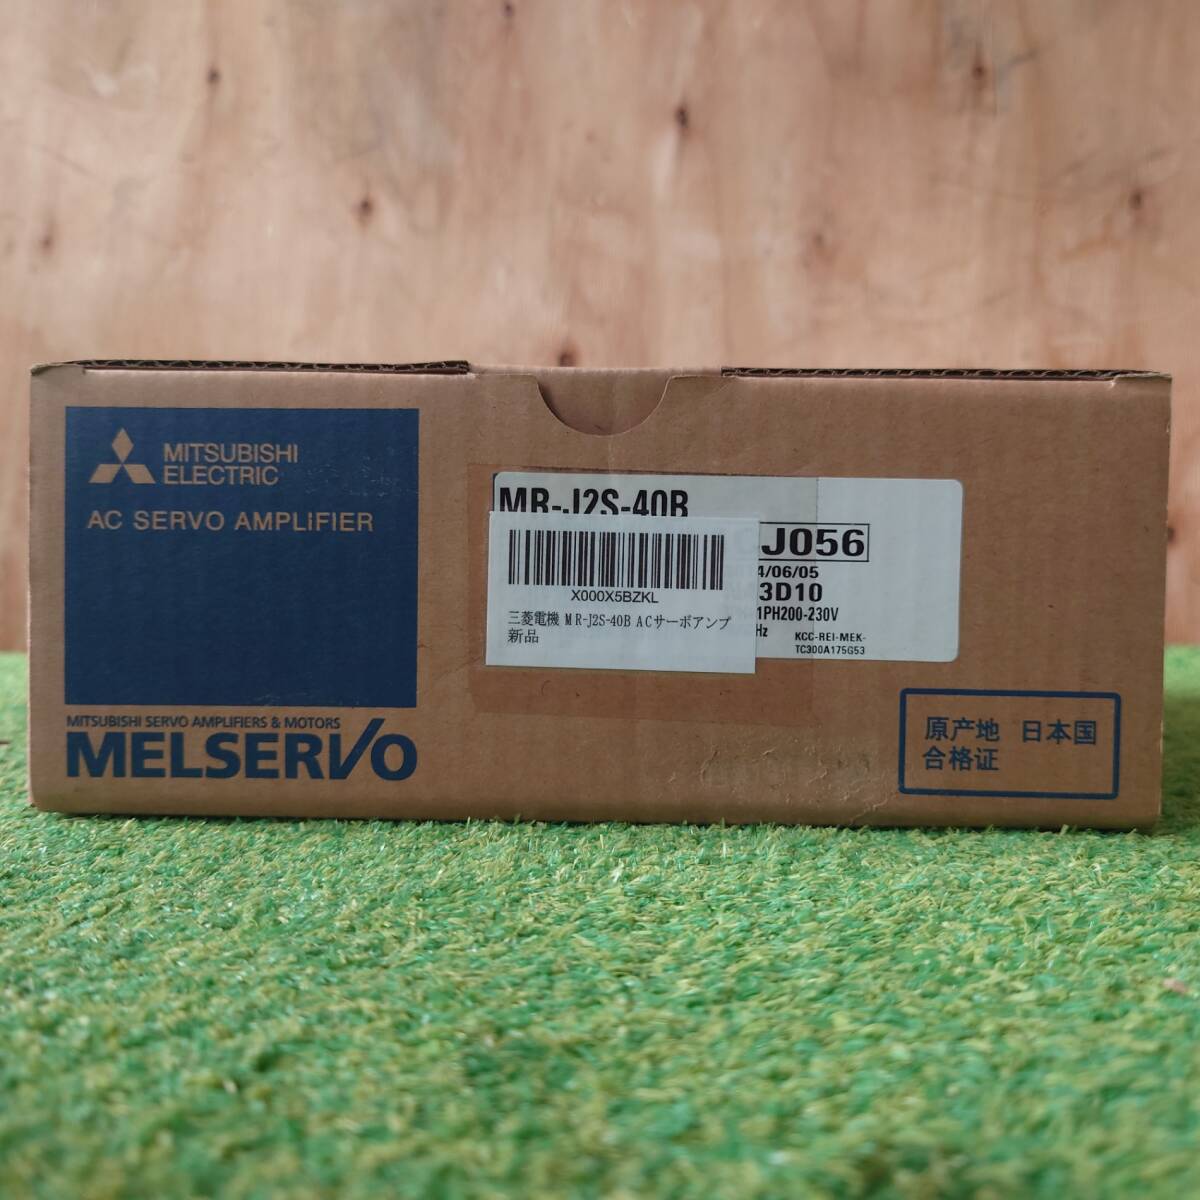 MITSUBISHI
ELECTRIC
AC SERVO AMPLIFIER
MITSUBISHI SERVO AMPLIFIERS & MOTORS
MELSERVO
MR-J2S-40B
J056
4/06/05
3D10
1PH200-230V
Hz
KCC-REI-MEK-
TC300A175G53
X000X5BZKL
三菱電機 MR-J2S-40B ACサーボアンプ
新品
原产地 日本国
合格证